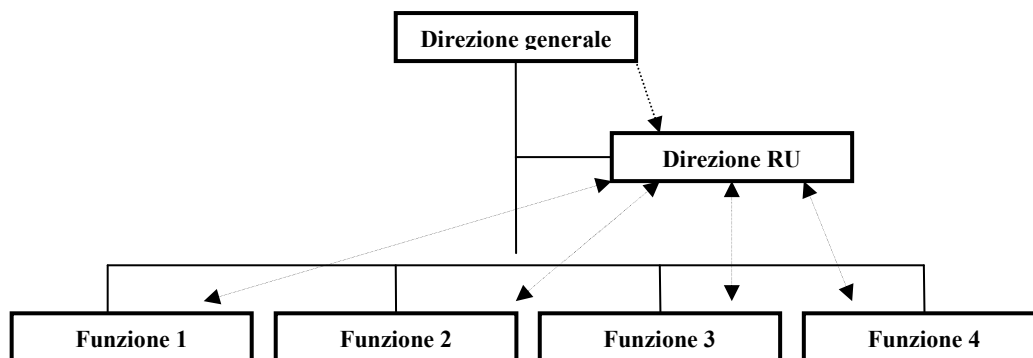 Direzione generale
Direzione RU
Funzione 1
Funzione 2
Funzione 3
Funzione 4